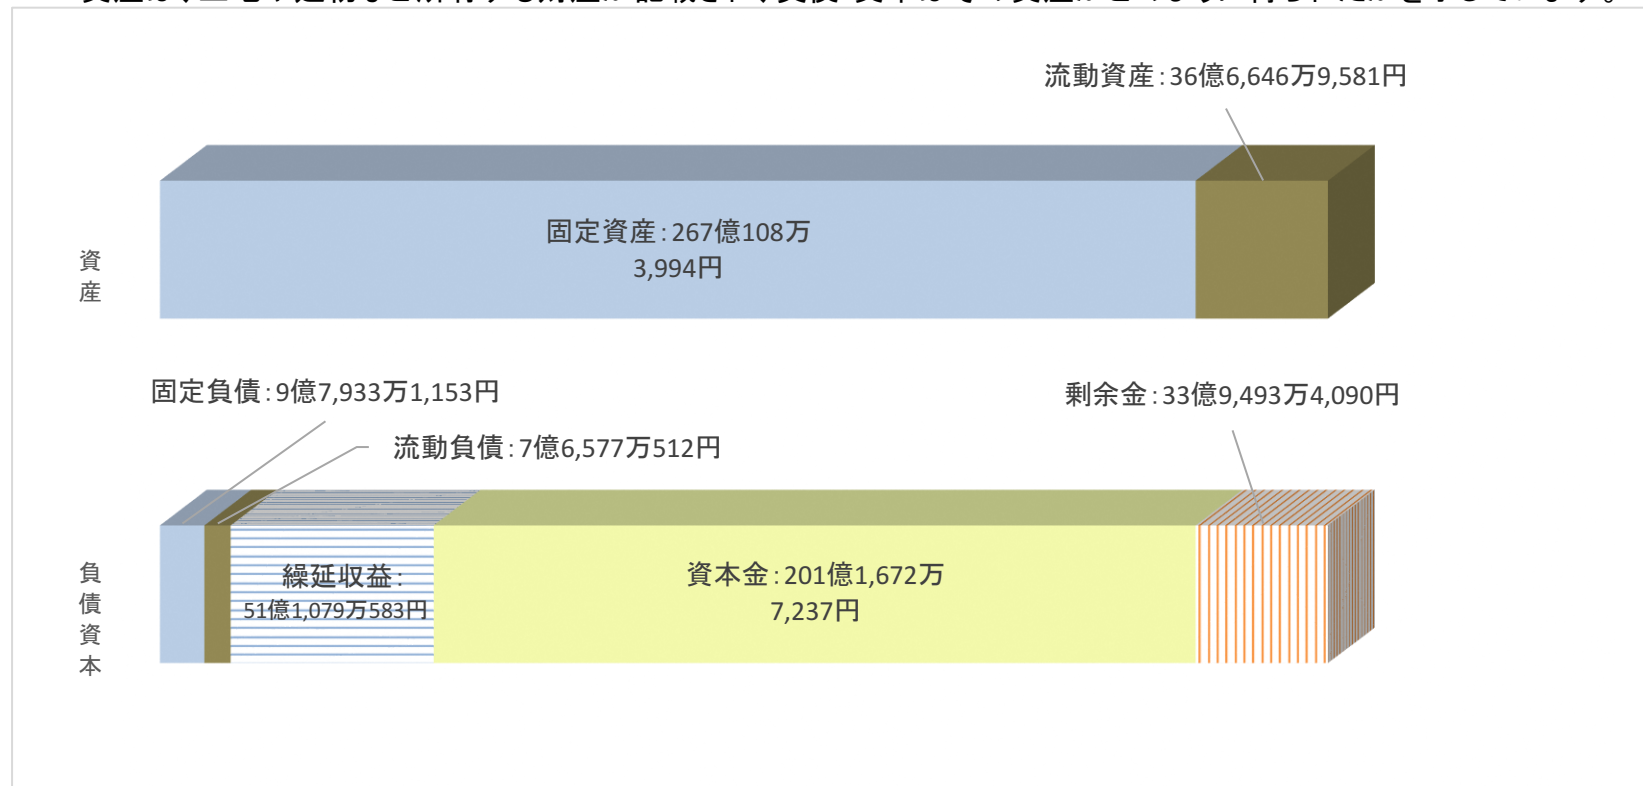 流動資産:36億6,646万9,581円
固定資産:267億108万
3,994円
資産
固定負債:9億7,933万1,153円
剰余金:33億9,493万4,090円
流動負債:7億6,577万512円
繰延収益:
51億1,079万583円
資本金:201億1,672万
7,237円
負債資本